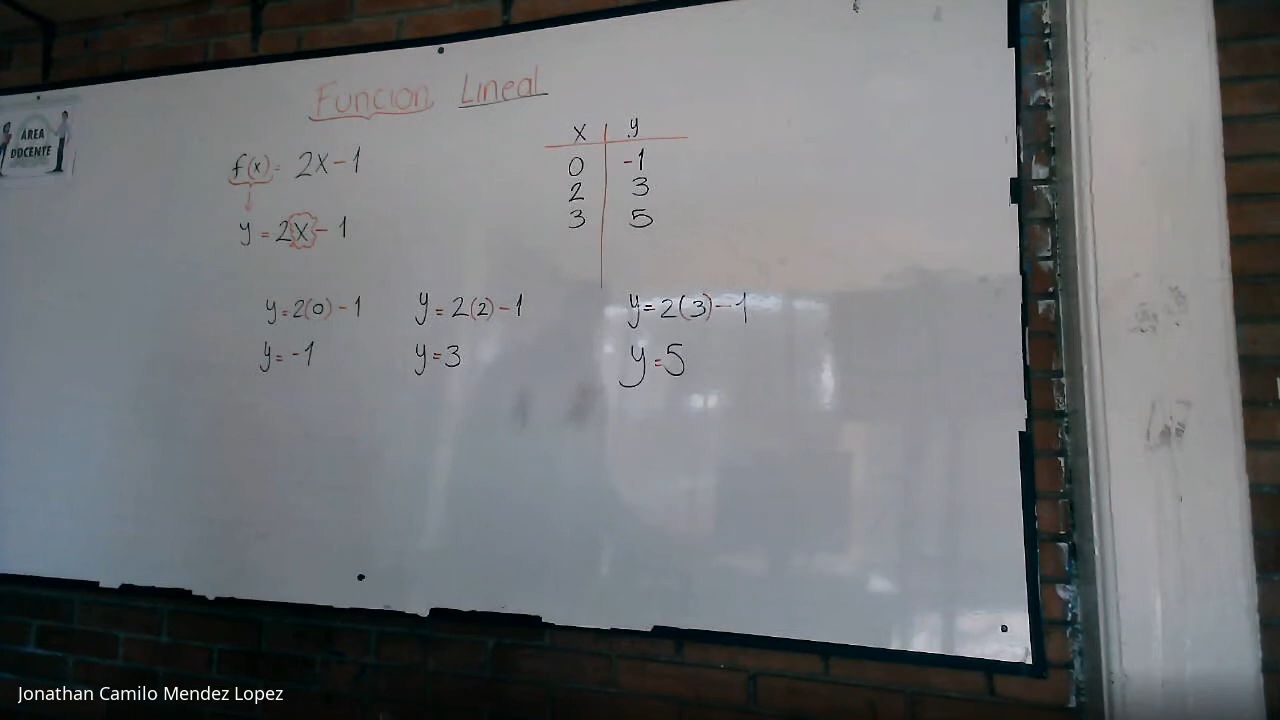 Funcion Lineal
ÁREA
DOCENTE
f(x) = 2x-1
y = 2x - 1
x y
0 -1
2 3
3 5
y=2(0)-1 y=2(2)-1 y=2(3)-1
y=-1 y=3 y=5
Jonathan Camilo Mendez Lopez